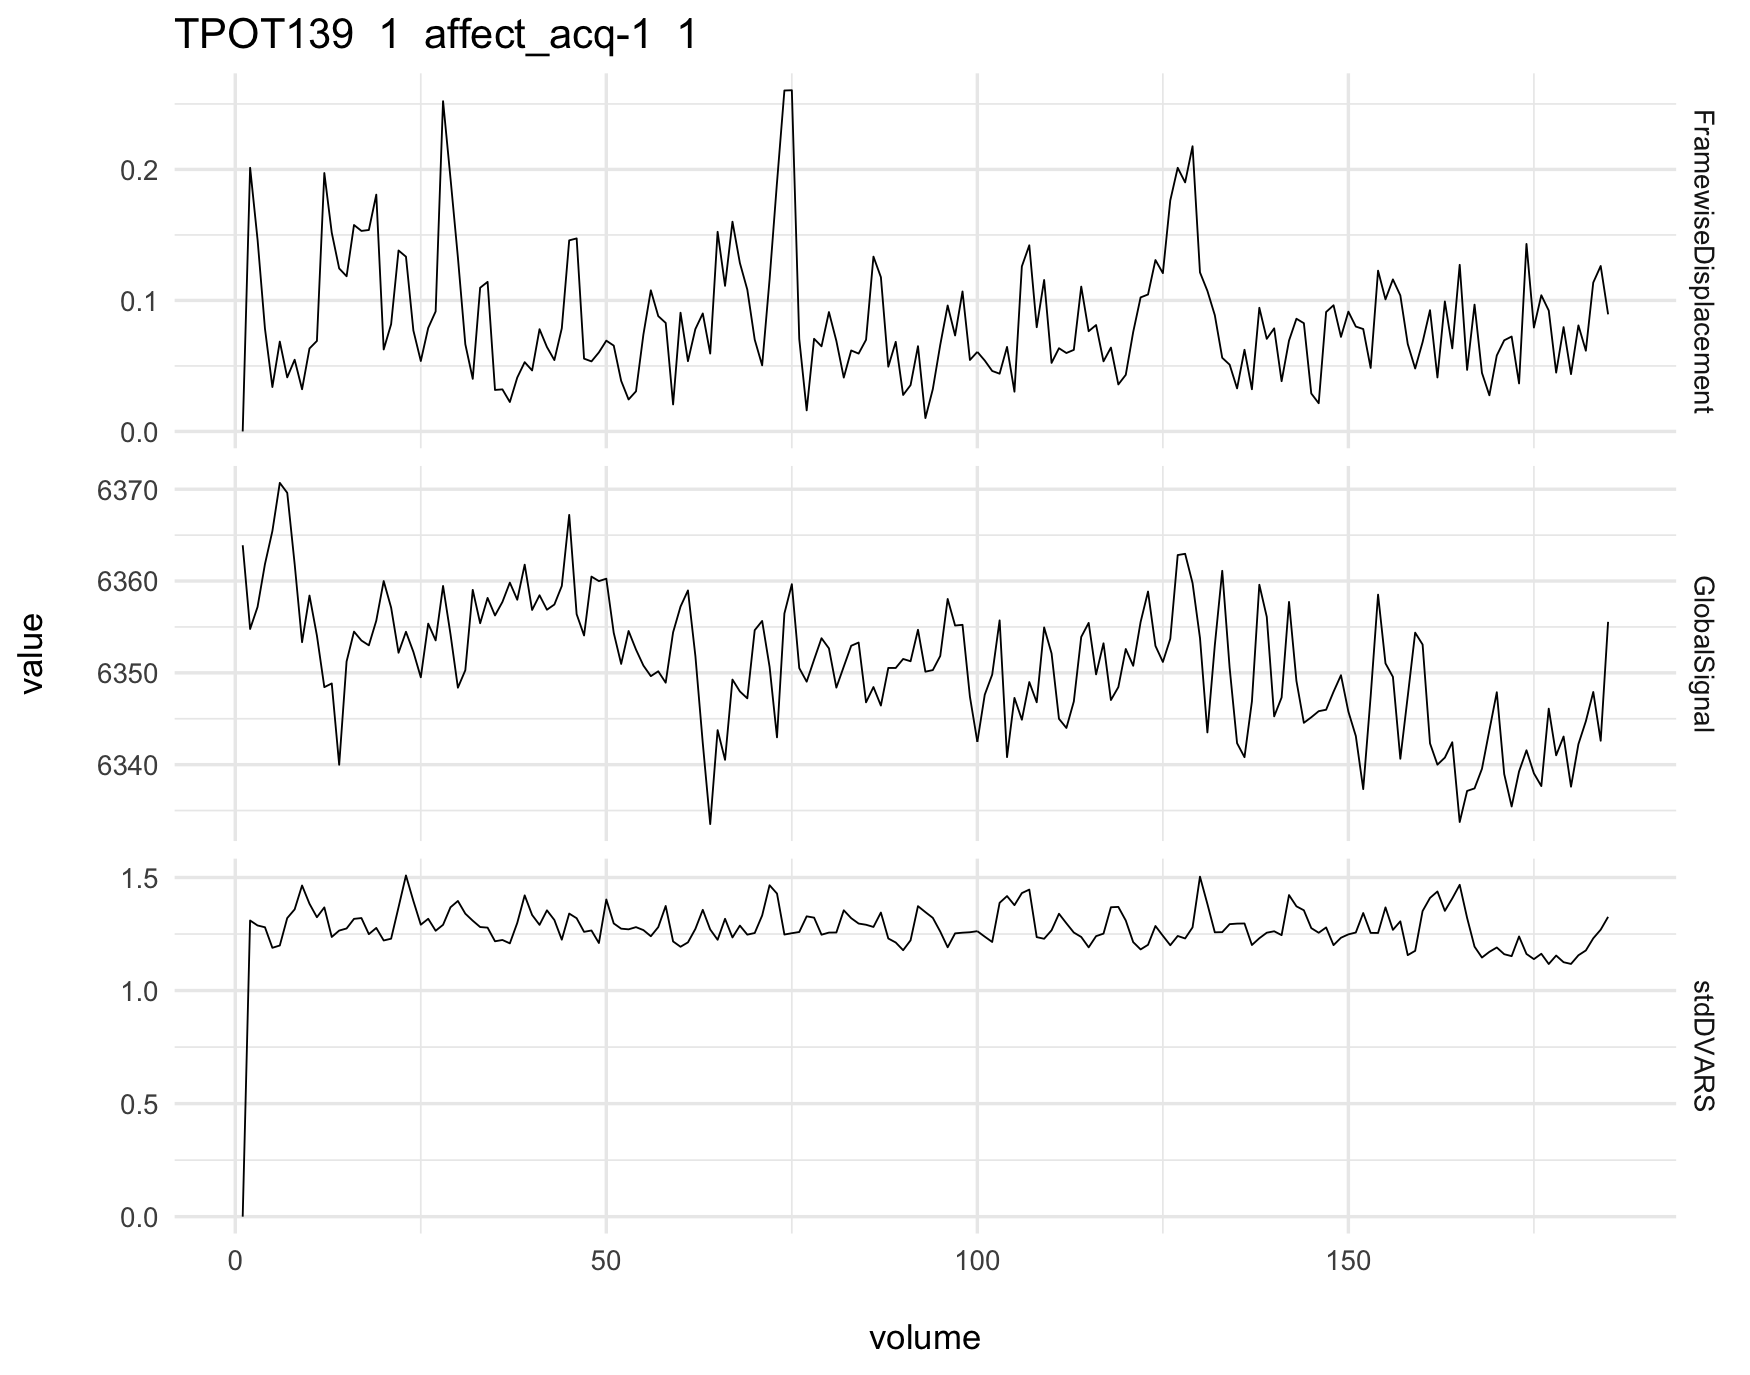 TPOT139 1 affect_acq-1 1
0.2
0.1
0.0
FramewiseDisplacement
6370
6360
6350
6340
GlobalSignal
value
1.5
1.0
0.5
0.0
stdDVARS
0 50 100 150
volume